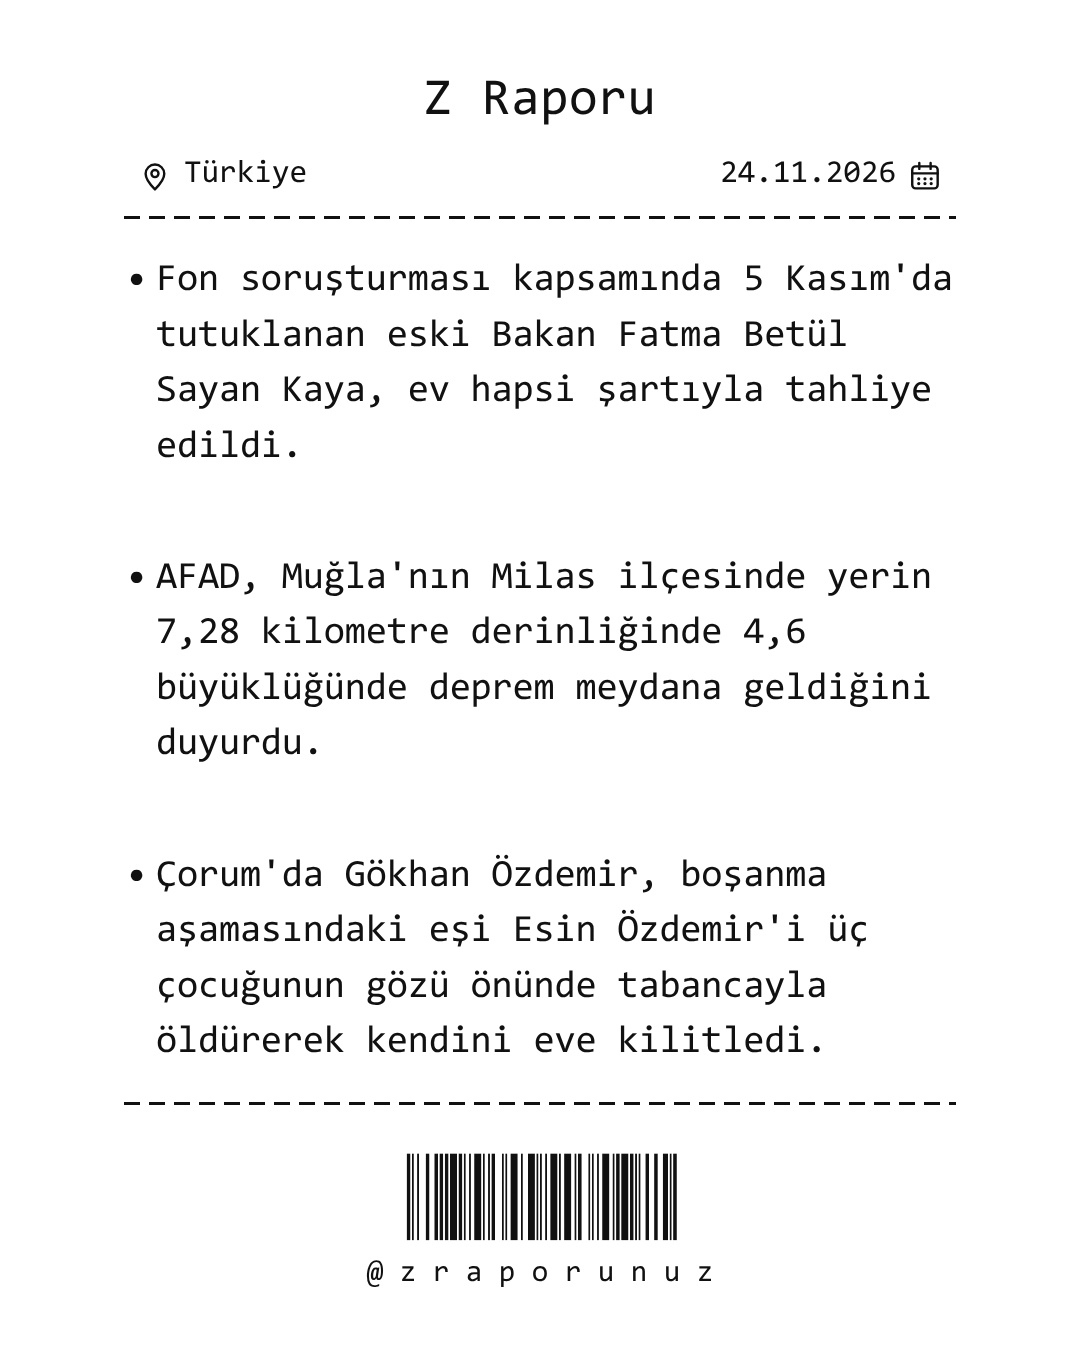 Z Raporu
Türkiye
24.11.2026
• Fon soruşturması kapsamında 5 Kasım'da
tutuklanan eski Bakan Fatma Betül
Sayan Kaya, ev hapsi şartıyla tahliye
edildi.
• AFAD, Muğla'nın Milas ilçesinde yerin
7,28 kilometre derinliğinde 4,6
büyüklüğünde deprem meydana geldiğini
duyurdu.
• Çorum'da Gökhan Özdemir, boşanma
aşamasındaki eşi Esin Özdemir'i üç
çocuğunun gözü önünde tabancayla
öldürerek kendini eve kilitledi.
@zraporunuz